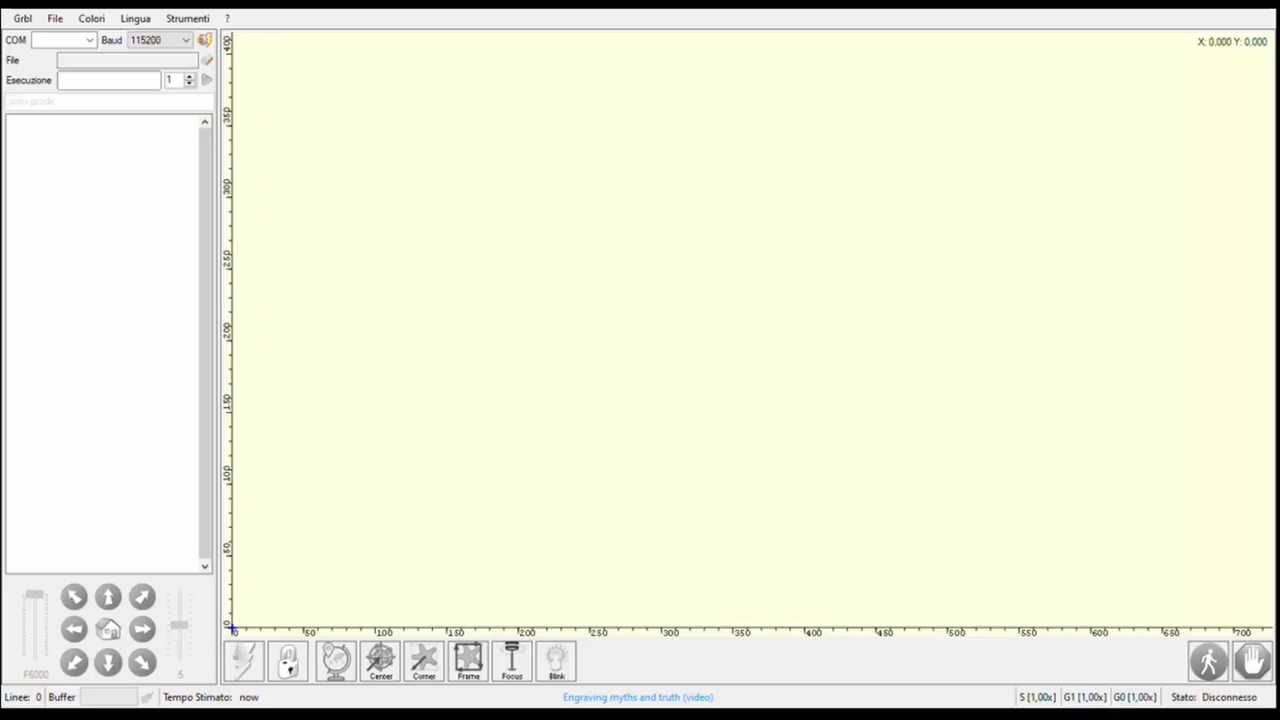 Grbl File Colori Lingua Strumenti ?
COM Baud 115200
File
Esecuzione 1
X: 0,000 Y: 0,000
400
350
300
250
200
150
100
50
0
0 50 100 150 200 250 300 350 400 450 500 550 600 650 700
F6000 5
Center Corner Frame Focus Blink
Linee: 0 Buffer Tempo Stimato: now Engraving myths and truth (video) S [1,00x] G1 [1,00x] G0 [1,00x] Stato: Disconnesso